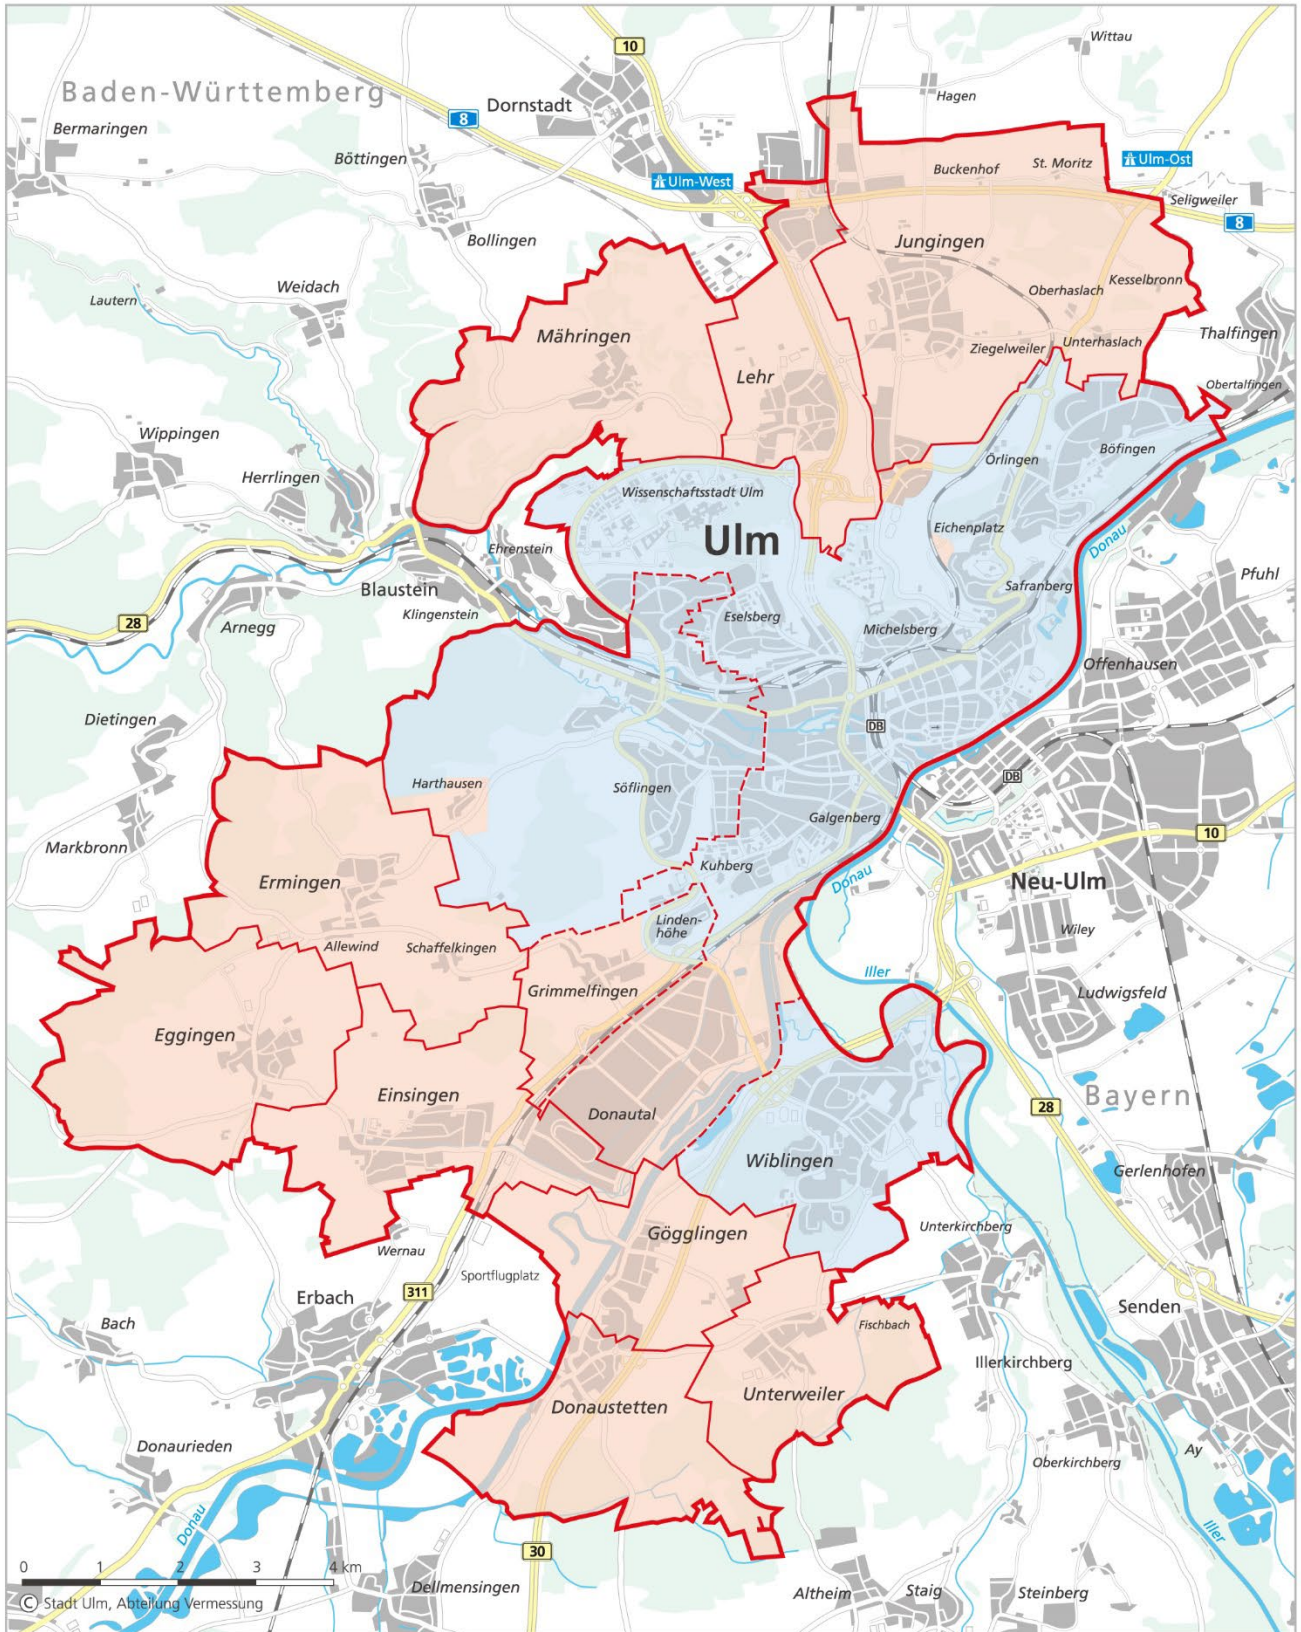 Wittau
10
Baden-Württemberg
Dornstadt
Hagen
8
Bermaringen
Böttingen
Buckenhof
St. Moritz
Ulm-Ost
Ulm-West
Seligweiler
8
Bollingen
Jungingen
Weidach
Kesselbronn
Lautern
Oberhaslach
Mähringen
Thalfingen
Ziegelweiler
Unterhaslach
Lehr
Obertalfingen
Wippingen
Böfingen
Örlingen
Herrlingen
Wissenschaftsstadt Ulm
Eichenplatz
Ulm
Donau
Ehrenstein
Pfuhl
Blaustein
Safranberg
Klingenstein
Eselsberg
28
Arnegg
Michelsberg
Offenhausen
Dietingen
DB
DB
Harthausen
Söflingen
Galgenberg
10
Markbronn
Kuhberg
Ermingen
Donau
Neu-Ulm
Linden-
höhe
Wiley
Allewind
Schaffelkingen
Iller
Grimmelfingen
Ludwigsfeld
Eggingen
Einsingen
Bayern
28
Donautal
Wiblingen
Gerlenhofen
Gögglingen
Unterkirchberg
Wernau
Sportflugplatz
311
Erbach
Senden
Bach
Fischbach
Illerkirchberg
Unterweiler
Donaustetten
Donaurieden
Ay
Oberkirchberg
Donau
Iller
30
0 1 2 3 4 km
Dellmensingen
Altheim
Staig
Steinberg
© Stadt Ulm, Abteilung Vermessung